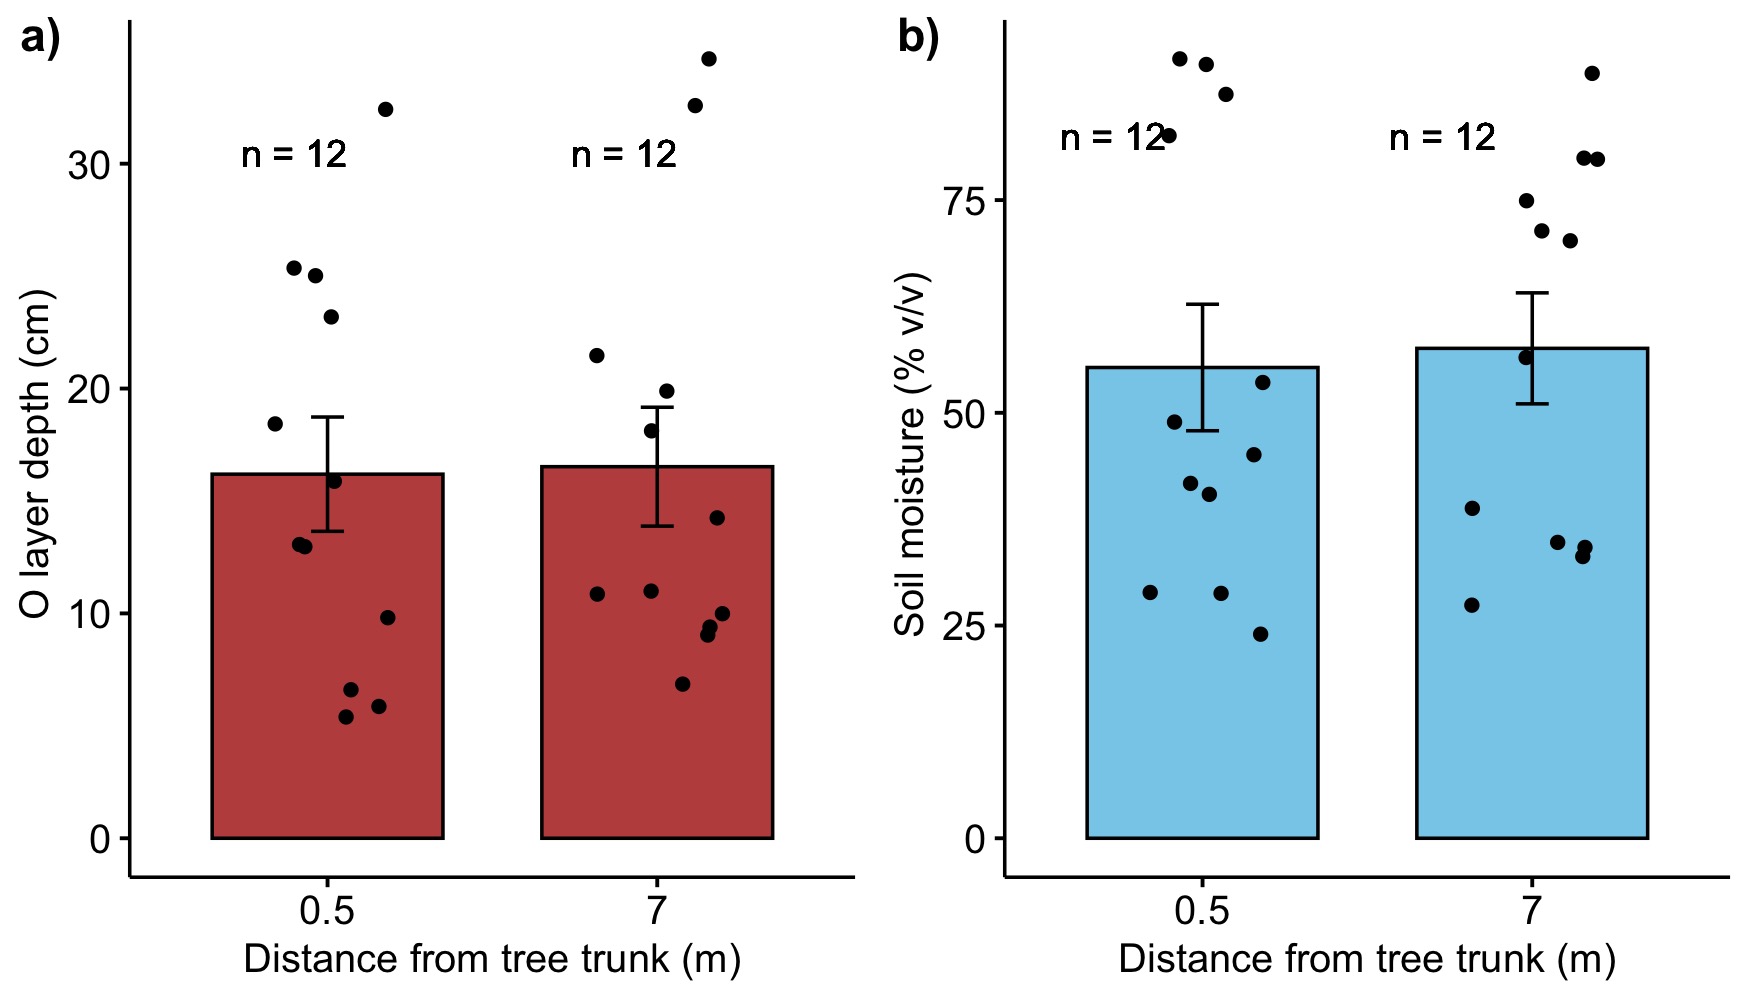 a)
O layer depth (cm)
30
20
10
0
n = 12
n = 12
0.5
7
Distance from tree trunk (m)
b)
Soil moisture (% v/v)
75
50
25
0
n = 12
n = 12
0.5
7
Distance from tree trunk (m)